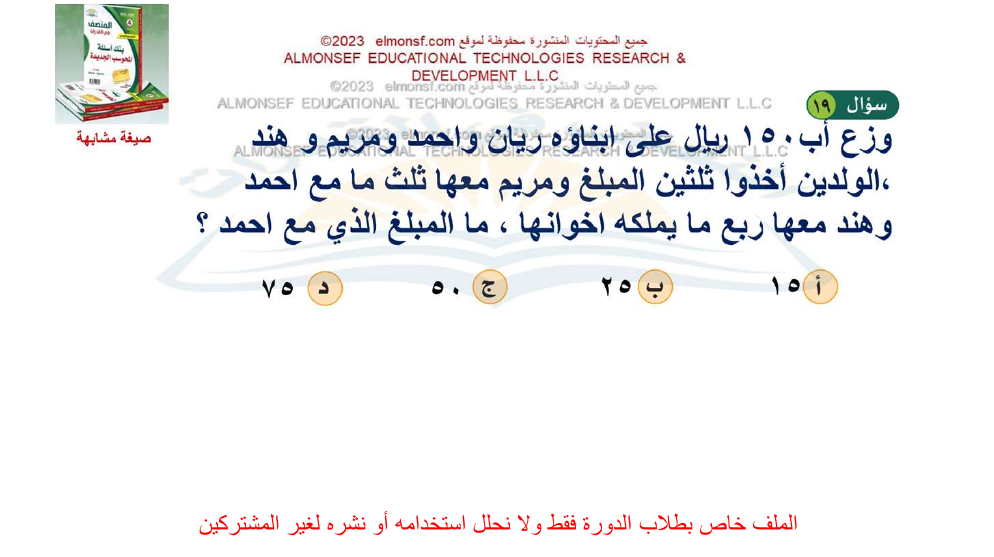 المنصف
في القدرات
بنك أسئلة
المحوسب الجديدة
صيغة مشابهة
جميع المحتويات المنشورة محفوظة لموقع elmonsf.com ©2023
ALMONSEF EDUCATIONAL TECHNOLOGIES RESEARCH &
DEVELOPMENT L.L.C
جميع المحتويات المنشورة محفوظة لموقع elmonsf.com ©2023
ALMONSEF EDUCATIONAL TECHNOLOGIES RESEARCH & DEVELOPMENT L.L.C
سؤال ١٩
وزع أب ١٥٠ ريال على ابناؤه ريان واحمد ومريم و هند
،الولدين أخذوا ثلثين المبلغ ومريم معها ثلث ما مع احمد
وهند معها ربع ما يملكه اخوانها ، ما المبلغ الذي مع احمد ؟
أ ١٥ ب ٢٥ ج ٥٠ د ٧٥
الملف خاص بطلاب الدورة فقط ولا نحلل استخدامه أو نشره لغير المشتركين